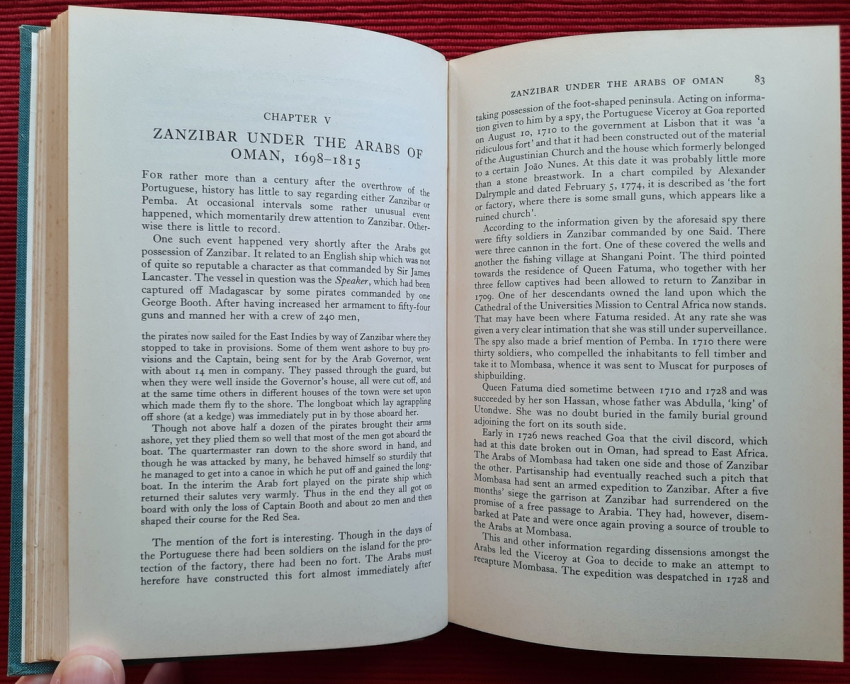 CHAPTER V
ZANZIBAR UNDER THE ARABS OF
OMAN, 1698–1815
FOR rather more than a century after the overthrow of the
Portuguese, history has little to say regarding either Zanzibar or
Pemba. At occasional intervals some rather unusual event
happened, which momentarily drew attention to Zanzibar. Other-
wise there is little to record.
One such event happened very shortly after the Arabs got
possession of Zanzibar. It related to an English ship which was not
of quite so reputable a character as that commanded by Sir James
Lancaster. The vessel in question was the Speaker, which had been
captured off Madagascar by some pirates commanded by one
George Booth. After having increased her armament to fifty-four
guns and manned her with a crew of 240 men,
the pirates now sailed for the East Indies by way of Zanzibar where they
stopped to take in provisions. Some of them went ashore to buy pro-
visions and the Captain, being sent for by the Arab Governor, went
with about 14 men in company. They passed through the guard, but
when they were well inside the Governor's house, all were cut off, and
at the same time others in different houses of the town were set upon
which made them fly to the shore. The longboat which lay agrappling
off shore (at a kedge) was immediately put in by those aboard her.
Though not above half a dozen of the pirates brought their arms
ashore, yet they plied them so well that most of the men got aboard the
boat. The quartermaster ran down to the shore sword in hand, and
though he was attacked by many, he behaved himself so sturdily that
he managed to get into a canoe in which he put off and gained the long-
boat. In the interim the Arab fort played on the pirate ship which
returned their salutes very warmly. Thus in the end they all got on
board with only the loss of Captain Booth and about 20 men and then
shaped their course for the Red Sea.
The mention of the fort is interesting. Though in the days of
the Portuguese there had been soldiers on the island for the pro-
tection of the factory, there had been no fort. The Arabs must
herefore have constructed this fort almost immediately after
ZANZIBAR UNDER THE ARABS OF OMAN 83
taking possession of the foot-shaped peninsula. Acting on informa-
tion given to him by a spy, the Portuguese Viceroy at Goa reported
on August 10, 1710 to the government at Lisbon that it was 'a
ridiculous fort' and that it had been constructed out of the material
of the Augustinian Church and the house which formerly belonged
to a certain João Nunes. At this date it was probably little more
than a stone breastwork. In a chart compiled by Alexander
Dalrymple and dated February 5, 1774, it is described as 'the fort
or factory, where there is some small guns, which appears like a
ruined church'.
According to the information given by the aforesaid spy there
were fifty soldiers in Zanzibar commanded by one Said. There
were three cannon in the fort. One of these covered the wells and
another the fishing village at Shangani Point. The third pointed
towards the residence of Queen Fatuma, who together with her
three fellow captives had been allowed to return to Zanzibar in
1709. One of her descendants owned the land upon which the
Cathedral of the Universities Mission to Central Africa now stands.
That may have been where Fatuma resided. At any rate she was
given a very clear intimation that she was still under superveillance.
The spy also made a brief mention of Pemba. In 1710 there were
thirty soldiers, who compelled the inhabitants to fell timber and
take it to Mombasa, whence it was sent to Muscat for purposes of
shipbuilding.
Queen Fatuma died sometime between 1710 and 1728 and was
succeeded by her son Hassan, whose father was Abdulla, 'king' of
Utondwe. She was no doubt buried in the family burial ground
adjoining the fort on its south side.
Early in 1726 news reached Goa that the civil discord, which
had at this date broken out in Oman, had spread to East Africa.
The Arabs of Mombasa had taken one side and those of Zanzibar
the other. Partisanship had eventually reached such a pitch that
Mombasa had sent an armed expedition to Zanzibar. After a five
months' siege the garrison at Zanzibar had surrendered on the
promise of a free passage to Arabia. They had, however, disem-
barked at Pate and were once again proving a source of trouble to
the Arabs at Mombasa.
This and other information regarding dissensions amongst the
Arabs led the Viceroy at Goa to decide to make an attempt to
recapture Mombasa. The expedition was despatched in 1728 and